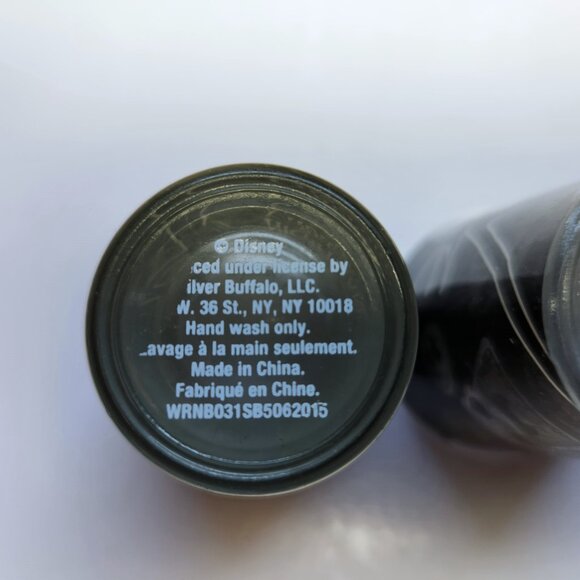 © Disney
ced under license by
ilver Buffalo, LLC.
W. 36 St., NY, NY 10018
Hand wash only.
avage à la main seulement.
Made in China.
Fabriqué en Chine.
WRNB031SB5062015